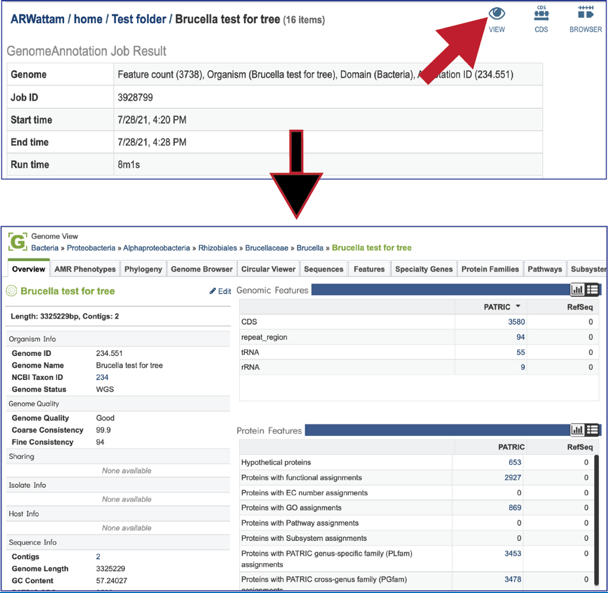 ARWattam / home / Test folder / Brucella test for tree (16 items)
VIEW
CDS
CDS
BROWSER
GenomeAnnotation Job Result
Genome Feature count (3738), Organism (Brucella test for tree), Domain (Bacteria), ID (234.551)
Job ID 3928799
Start time 7/28/21, 4:20 PM
End time 7/28/21, 4:28 PM
Run time 8m1s
G
Genome View
Bacteria » Proteobacteria » Alphaproteobacteria » Rhizobiales » Brucellaceae » Brucella » Brucella test for tree
Overview AMR Phenotypes Phylogeny Genome Browser Circular Viewer Sequences Features Specialty Genes Protein Families Pathways Subsyster
Brucella test for tree Edit
Length: 3325229bp, Contigs: 2
Organism Info
Genome ID 234.551
Genome Name Brucella test for tree
NCBI Taxon ID 234
Genome Status WGS
Genome Quality
Genome Quality Good
Coarse Consistency 99.9
Fine Consistency 94
Sharing
None available
Isolate Info
None available
Host Info
None available
Sequence Info
Contigs 2
Genome Length 3325229
GC Content 57.24027
Genomic Features
PATRIC RefSeq
CDS 3580 0
repeat_region 94 0
tRNA 55 0
rRNA 9 0
Protein Features
PATRIC RefSeq
Hypothetical proteins 653 0
Proteins with functional assignments 2927 0
Proteins with EC number assignments 0 0
Proteins with GO assignments 869 0
Proteins with Pathway assignments 0 0
Proteins with Subsystem assignments 0 0
Proteins with PATRIC genus-specific family (PLfam) 3453 0
assignments
Proteins with PATRIC cross-genus family (PGfam) 3478 0